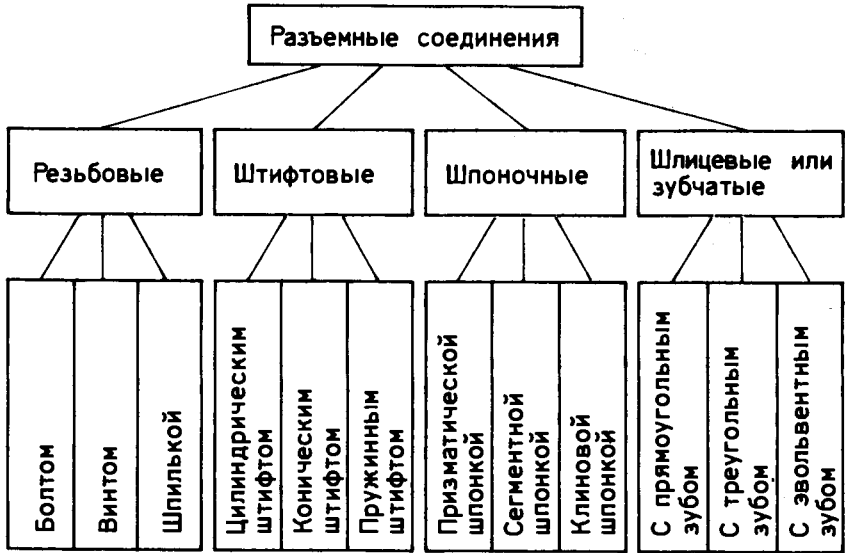 Разъемные соединения
Резьбовые
Штифтовые
Шпоночные
Шлицевые или
зубчатые
Болтом
Винтом
Шпилькой
Цилиндрическим
штифтом
Коническим
штифтом
Пружинным
штифтом
Призматической
шпонкой
Сегментной
шпонкой
Клиновой
шпонкой
С прямоугольным
зубом
С треугольным
зубом
С эвольвентным
зубом